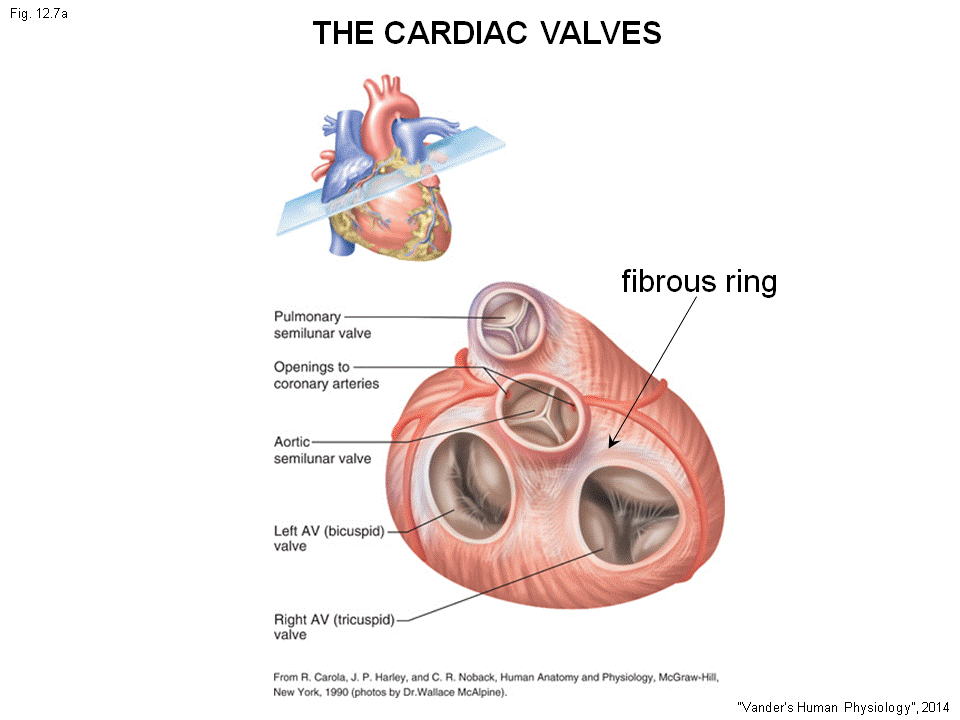 Fig. 12.7a
THE CARDIAC VALVES
fibrous ring
Pulmonary
semilunar valve
Openings to
coronary arteries
Aortic
semilunar valve
Left AV (bicuspid)
valve
Right AV (tricuspid)
valve
From R. Carola, J. P. Harley, and C. R. Noback, Human Anatomy and Physiology, McGraw-Hill,
New York, 1990 (photos by Dr.Wallace McAlpine).
"Vander's Human Physiology", 2014